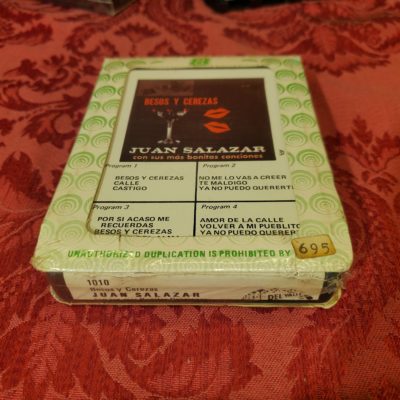 BESOS Y CEREZAS
JUAN SALAZAR
con sus más bonitas canciones
Program 1
BESOS Y CEREZAS
CALLE
CASTIGO
Program 2
NO ME LO VAS A CREER
TE MALDIGO
YA NO PUEDO QUERERTE
Program 3
POR SI ACASO ME
RECUERDAS
BESOS Y CEREZAS
Program 4
AMOR DE LA CALLE
VOLVER A MI PUEBLITO
YA NO PUEDO QUERERT
695
UNAUTHORIZED DUPLICATION IS PROHIBITED BY
1010
Besos y Cerezas
JUAN SALAZAR
DEL VALLE